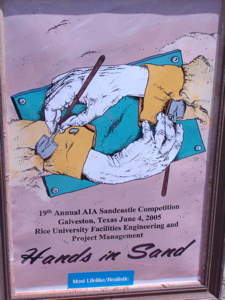 19th Annual AIA Sandcastle Competition
Galveston, Texas June 4, 2005
Rice University Facilities Engineering and
Project Management
Hands in Sand
Most Lifelike/Realistic